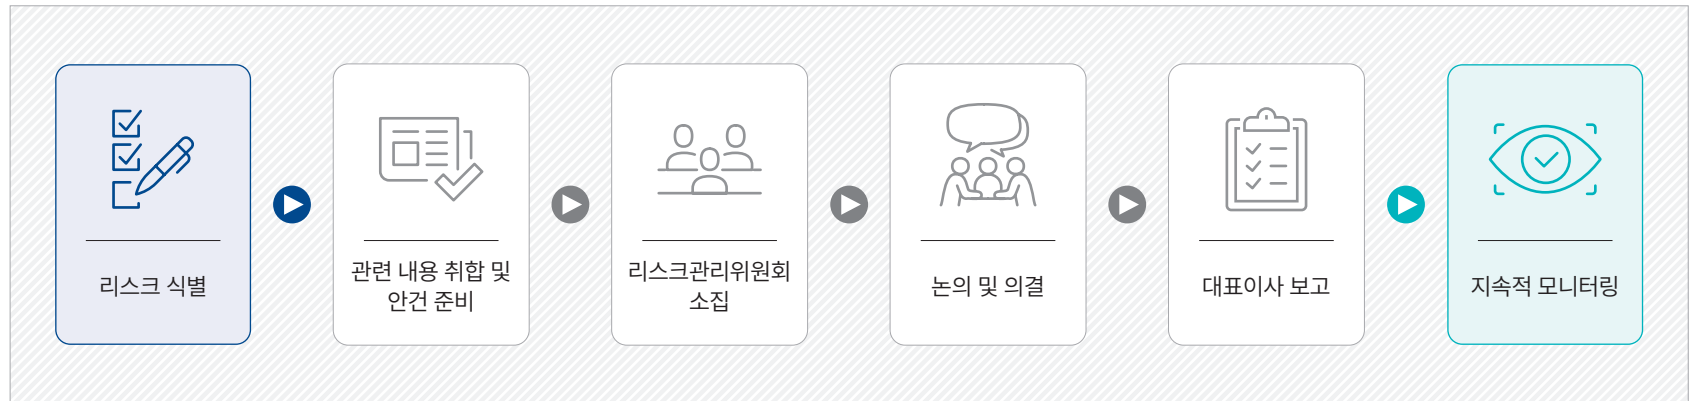 리스크 식별
관련 내용 취합 및
안건 준비
리스크관리위원회
소집
논의 및 의결
대표이사 보고
지속적 모니터링